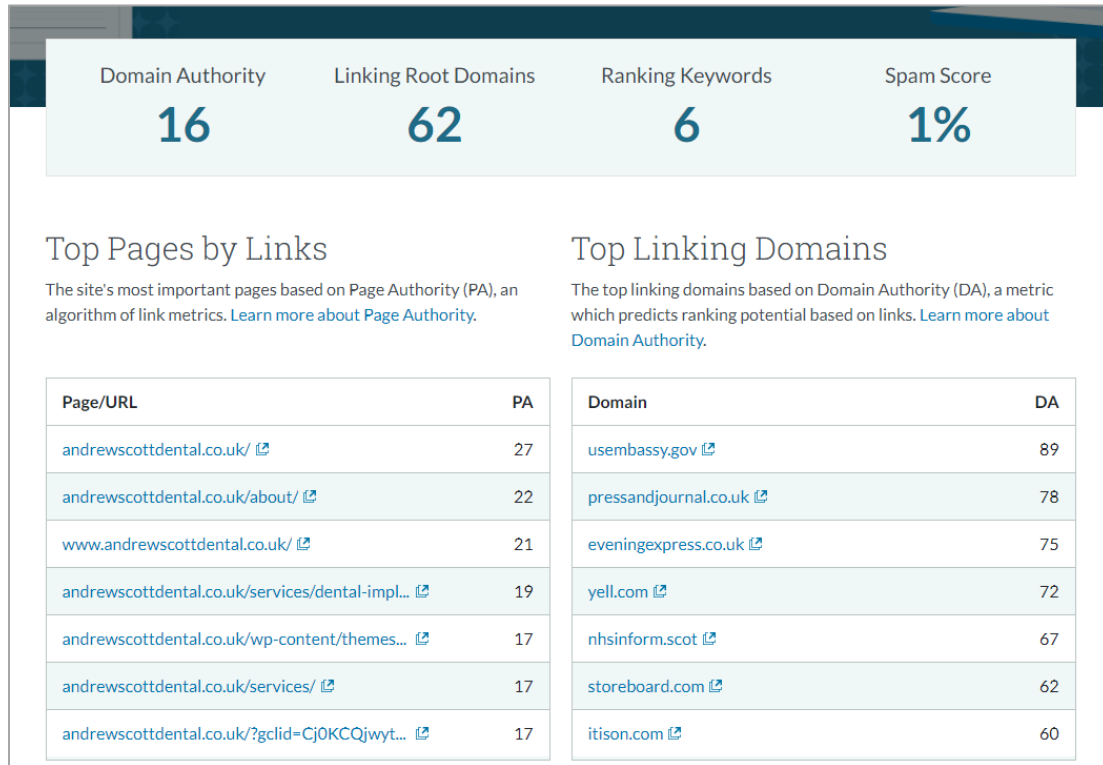 Domain Authority Linking Root Domains Ranking Keywords Spam Score
16 62 6 1%
Top Pages by Links
The site's most important pages based on Page Authority (PA), an
algorithm of link metrics. Learn more about Page Authority.
Page/URL PA
andrewscottdental.co.uk/ 27
andrewscottdental.co.uk/about/ 22
www.andrewscottdental.co.uk/ 21
andrewscottdental.co.uk/services/dental-impl... 19
andrewscottdental.co.uk/wp-content/themes... 17
andrewscottdental.co.uk/services/ 17
andrewscottdental.co.uk/?gclid=Cj0KCQjwyt... 17
Top Linking Domains
The top linking domains based on Domain Authority (DA), a metric
which predicts ranking potential based on links. Learn more about
Domain Authority.
Domain DA
usembassy.gov 89
pressandjournal.co.uk 78
eveningexpress.co.uk 75
yell.com 72
nhsinform.scot 67
storeboard.com 62
itison.com 60